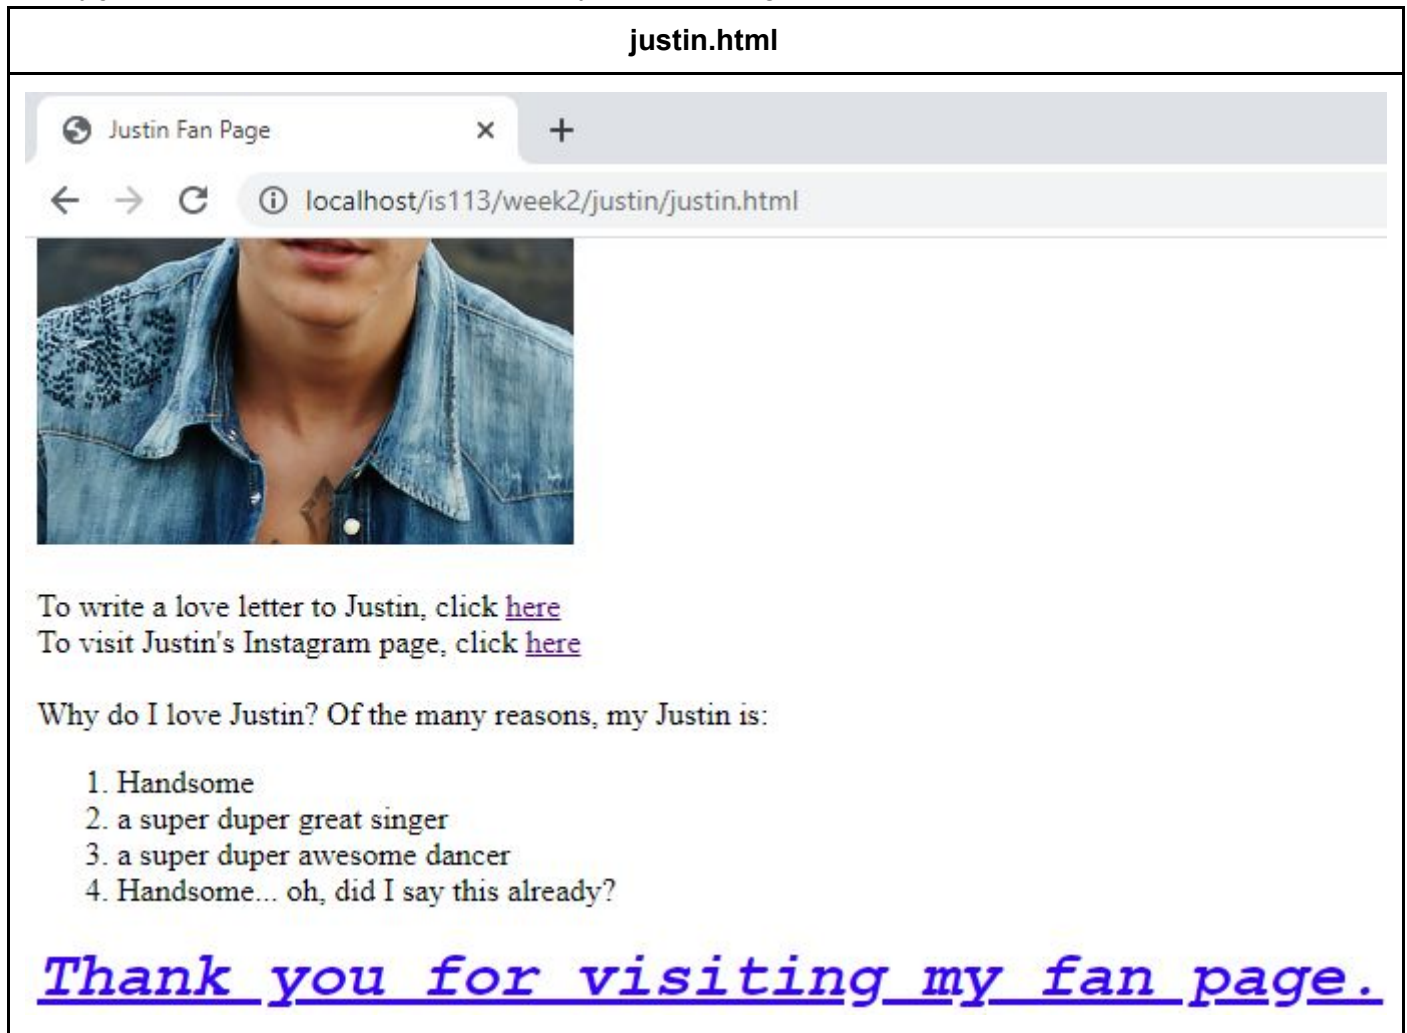 justin.html
Justin Fan Page
localhost/is113/week2/justin/justin.html
To write a love letter to Justin, click here
To visit Justin's Instagram page, click here
Why do I love Justin? Of the many reasons, my Justin is:
1. Handsome
2. a super duper great singer
3. a super duper awesome dancer
4. Handsome... oh, did I say this already?
Thank you for visiting my fan page.